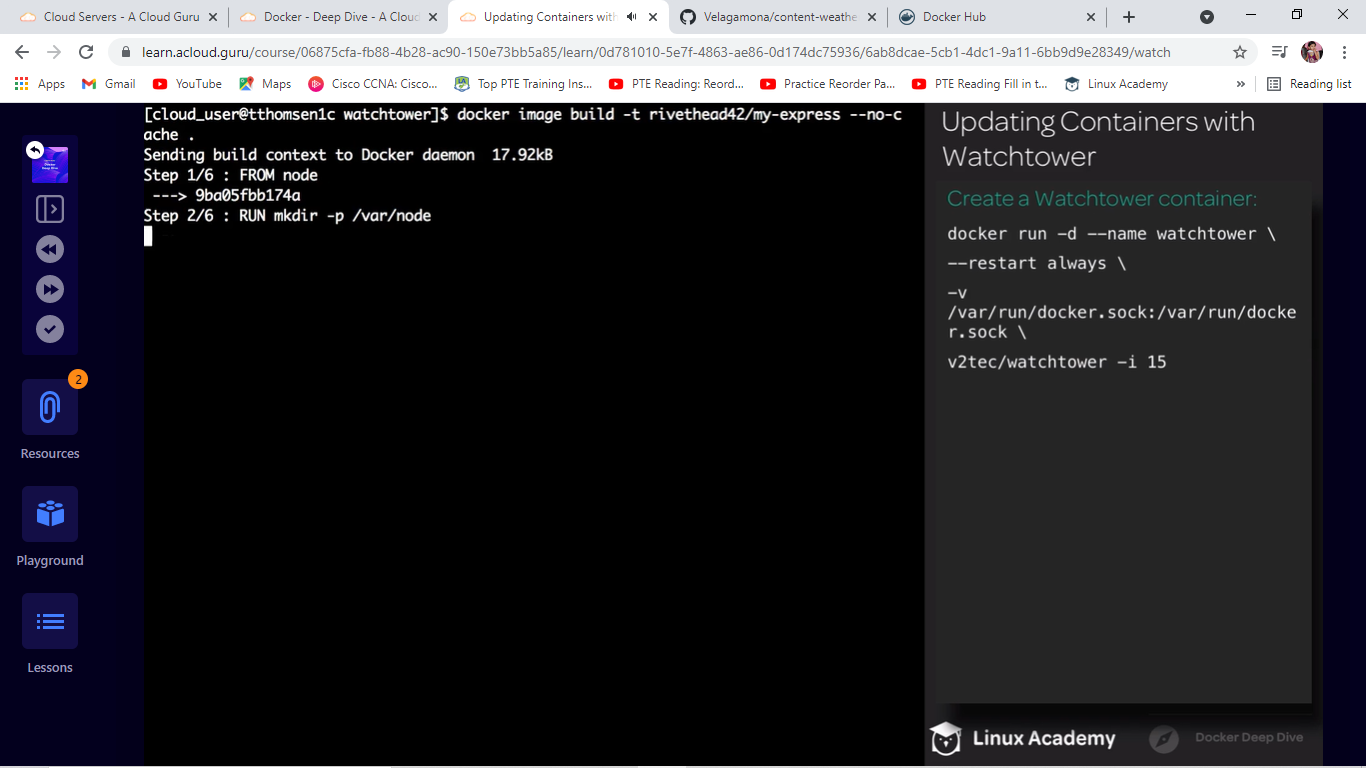 Cloud Servers - A Cloud Guru
Docker - Deep Dive - A Cloud
Updating Containers with
Velagamona/content-weathe
Docker Hub
learn.acloud.guru/course/06875cfa-fb88-4b28-ac90-150e73bb5a85/learn/0d781010-5e7f-4863-ae86-0d174dc75936/6ab8dcae-5cb1-4dc1-9a11-6bb9d9e28349/watch
Apps
Gmail
YouTube
Maps
Cisco CCNA: Cisco...
Top PTE Training Ins...
PTE Reading: Reord...
Practice Reorder Pa...
PTE Reading Fill in t...
Linux Academy
»
Reading list
[cloud_user@tthomsen1c watchtower]$ docker image build -t rivethead42/my-express --no-c
ache .
Sending build context to Docker daemon  17.92kB
Step 1/6 : FROM node
 ---> 9ba05fbb174a
Step 2/6 : RUN mkdir -p /var/node
Docker
Deep Dive
2
Resources
Playground
Lessons
Updating Containers with
Watchtower
Create a Watchtower container:
docker run -d --name watchtower \
--restart always \
-v
/var/run/docker.sock:/var/run/docke
r.sock \
v2tec/watchtower -i 15
Linux Academy
Docker Deep Dive